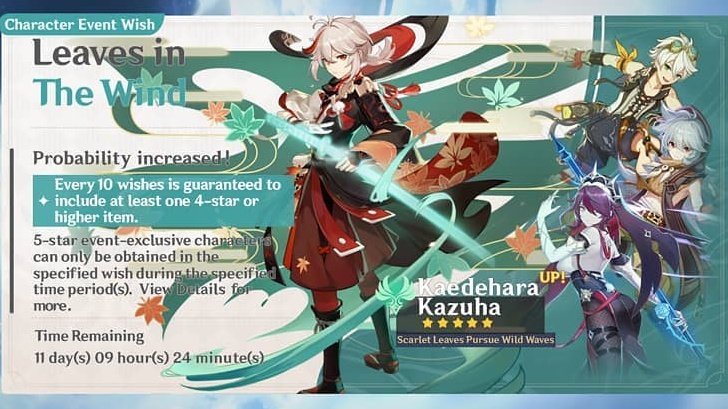 Character Event Wish
Leaves in
The Wind
Probability increased!
Every 10 wishes is guaranteed to
include at least one 4-star or
higher item.
5-star event-exclusive characters
can only be obtained in the
specified wish during the specified
time period(s). View Details for
more.
Time Remaining
11 day(s) 09 hour(s) 24 minute(s)
UP!
Kaedehara
Kazuha
Scarlet Leaves Pursue Wild Waves